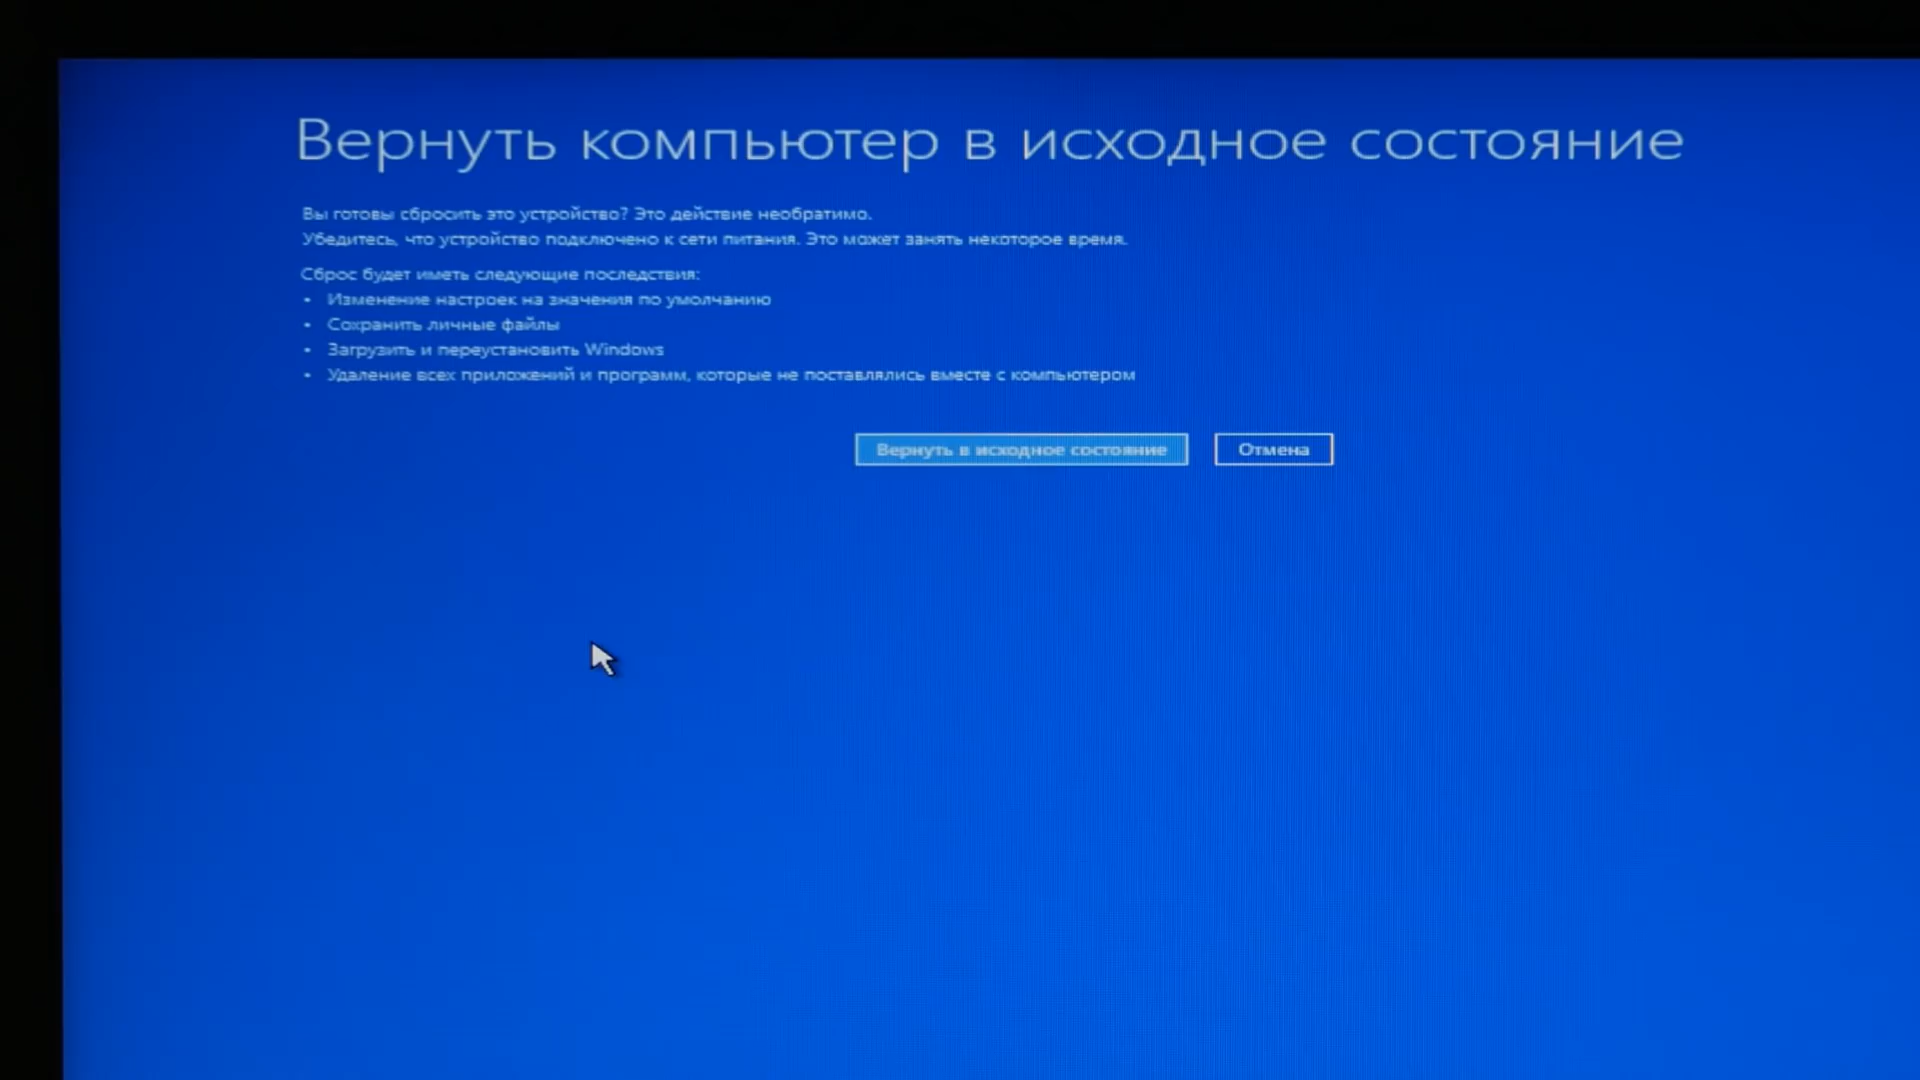 Вернуть компьютер в исходное состояние
Вы готовы сбросить это устройство? Это действие необратимо.
Убедитесь, что устройство подключено к сети питания. Это может занять некоторое время.
Сброс будет иметь следующие последствия:
• Изменение настроек на значения по умолчанию
• Сохранить личные файлы
• Загрузить и переустановить Windows
• Удаление всех приложений и программ, которые не поставлялись вместе с компьютером
Вернуть в исходное состояние
Отмена